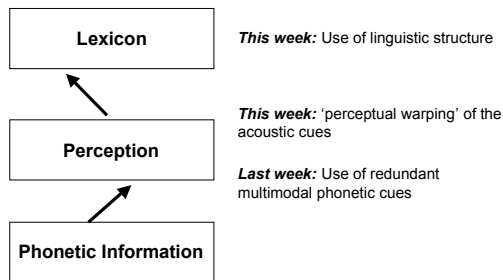 Lexicon
This week: Use of linguistic structure
This week: ‘perceptual warping’ of the
acoustic cues
Perception
Last week: Use of redundant
multimodal phonetic cues
Phonetic Information